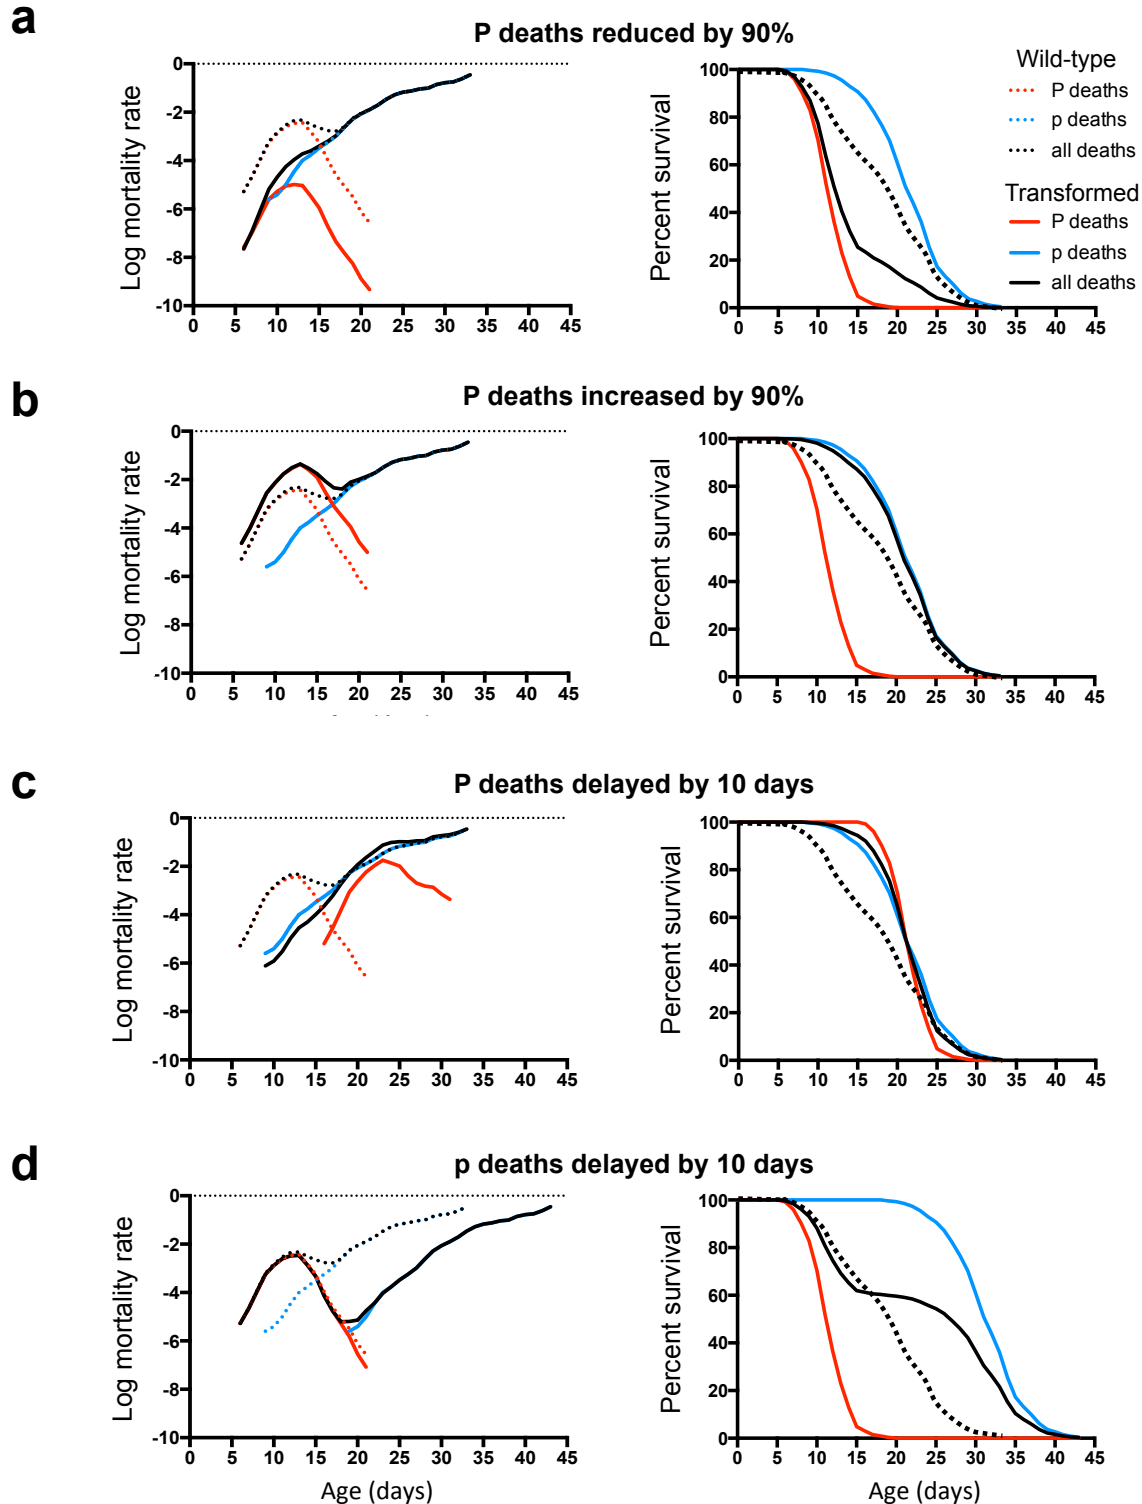 a
P deaths reduced by 90%
Wild-type
P deaths
p deaths
all deaths
Transformed
P deaths
p deaths
all deaths
Log mortality rate
0
-2
-4
-6
-8
-10
0 5 10 15 20 25 30 35 40 45
Percent survival
100
80
60
40
20
0
0 5 10 15 20 25 30 35 40 45
b
P deaths increased by 90%
Log mortality rate
0
-2
-4
-6
-8
-10
0 5 10 15 20 25 30 35 40 45
Percent survival
100
80
60
40
20
0
0 5 10 15 20 25 30 35 40 45
c
P deaths delayed by 10 days
Log mortality rate
0
-2
-4
-6
-8
-10
0 5 10 15 20 25 30 35 40 45
Percent survival
100
80
60
40
20
0
0 5 10 15 20 25 30 35 40 45
d
p deaths delayed by 10 days
Log mortality rate
0
-2
-4
-6
-8
-10
0 5 10 15 20 25 30 35 40 45
Age (days)
Percent survival
100
80
60
40
20
0
0 5 10 15 20 25 30 35 40 45
Age (days)